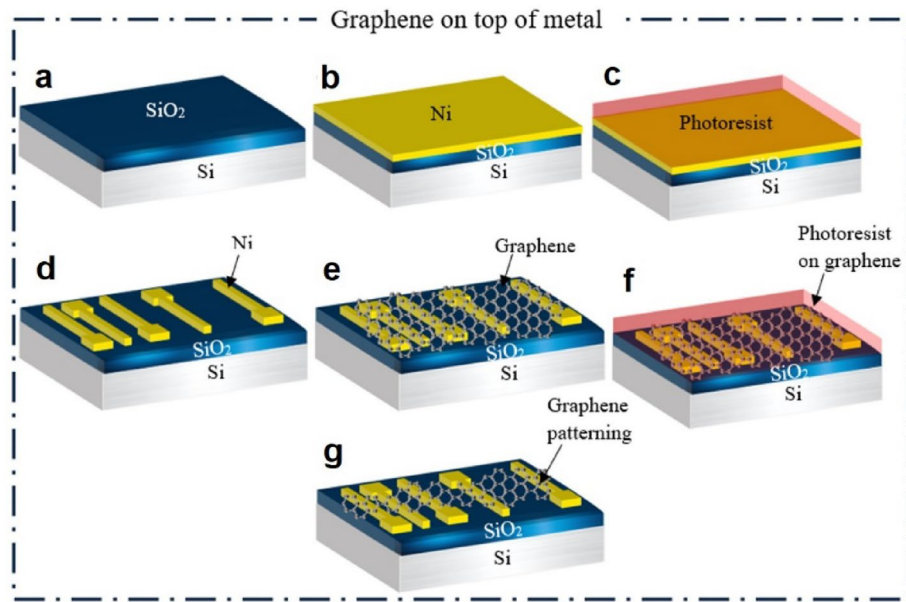 Graphene on top of metal
a
SiO₂
Si
b
Ni
SiO₂
Si
c
Photoresist
SiO₂
Si
d
Ni
SiO₂
Si
e
Graphene
SiO₂
Si
f
Photoresist
on graphene
SiO₂
Si
g
Graphene
patterning
SiO₂
Si